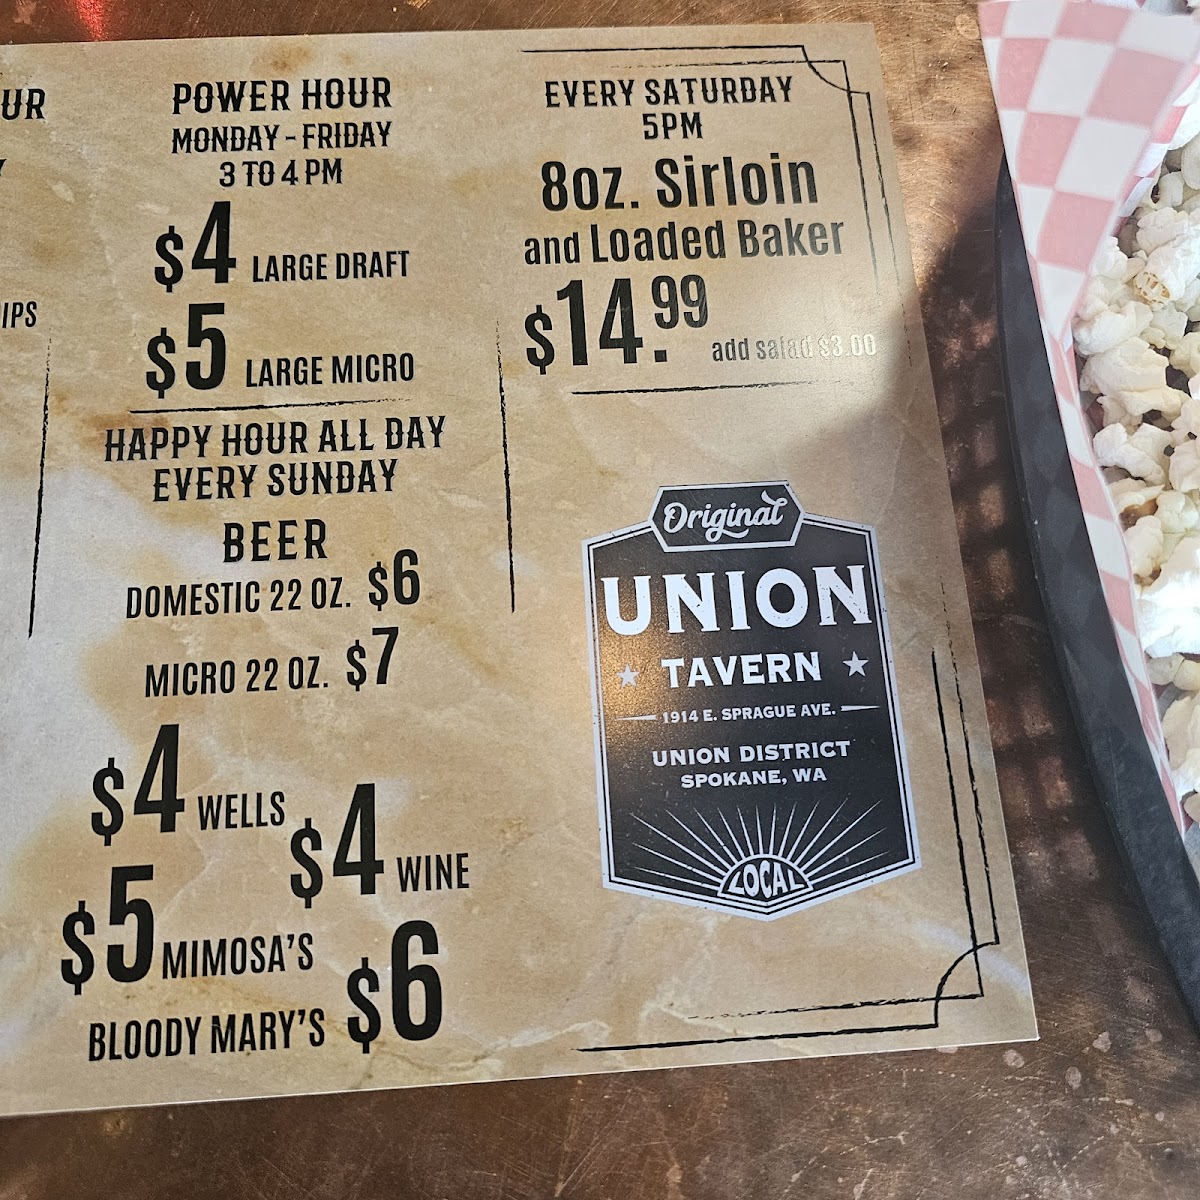 UR
Y
IPS
POWER HOUR
MONDAY - FRIDAY
3 TO 4 PM
$4 LARGE DRAFT
$5 LARGE MICRO
HAPPY HOUR ALL DAY
EVERY SUNDAY
BEER
DOMESTIC 22 OZ. $6
MICRO 22 OZ. $7
$4 WELLS
$4 WINE
$5 MIMOSA'S
BLOODY MARY'S $6
EVERY SATURDAY
5PM
8oz. Sirloin
and Loaded Baker
$14.99 add salad $3.00
Original
UNION
TAVERN
1914 E. SPRAGUE AVE.
UNION DISTRICT
SPOKANE, WA
LOCAL